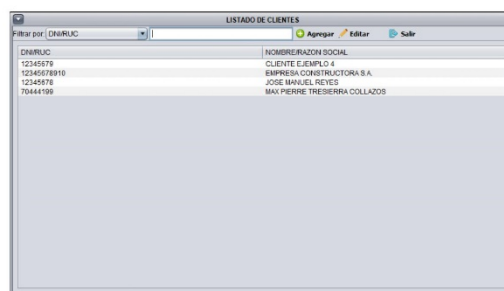 LISTADO DE CLIENTES
Filtrar por: DNI/RUC Agregar Editar Salir
DNI/RUC NOMBRE/RAZON SOCIAL
12345679 CLIENTE EJEMPLO 4
12345678910 EMPRESA CONSTRUCTORA S.A.
12345678 JOSE MANUEL REYES
70444199 MAX PIERRE TRESIERRA COLLAZOS